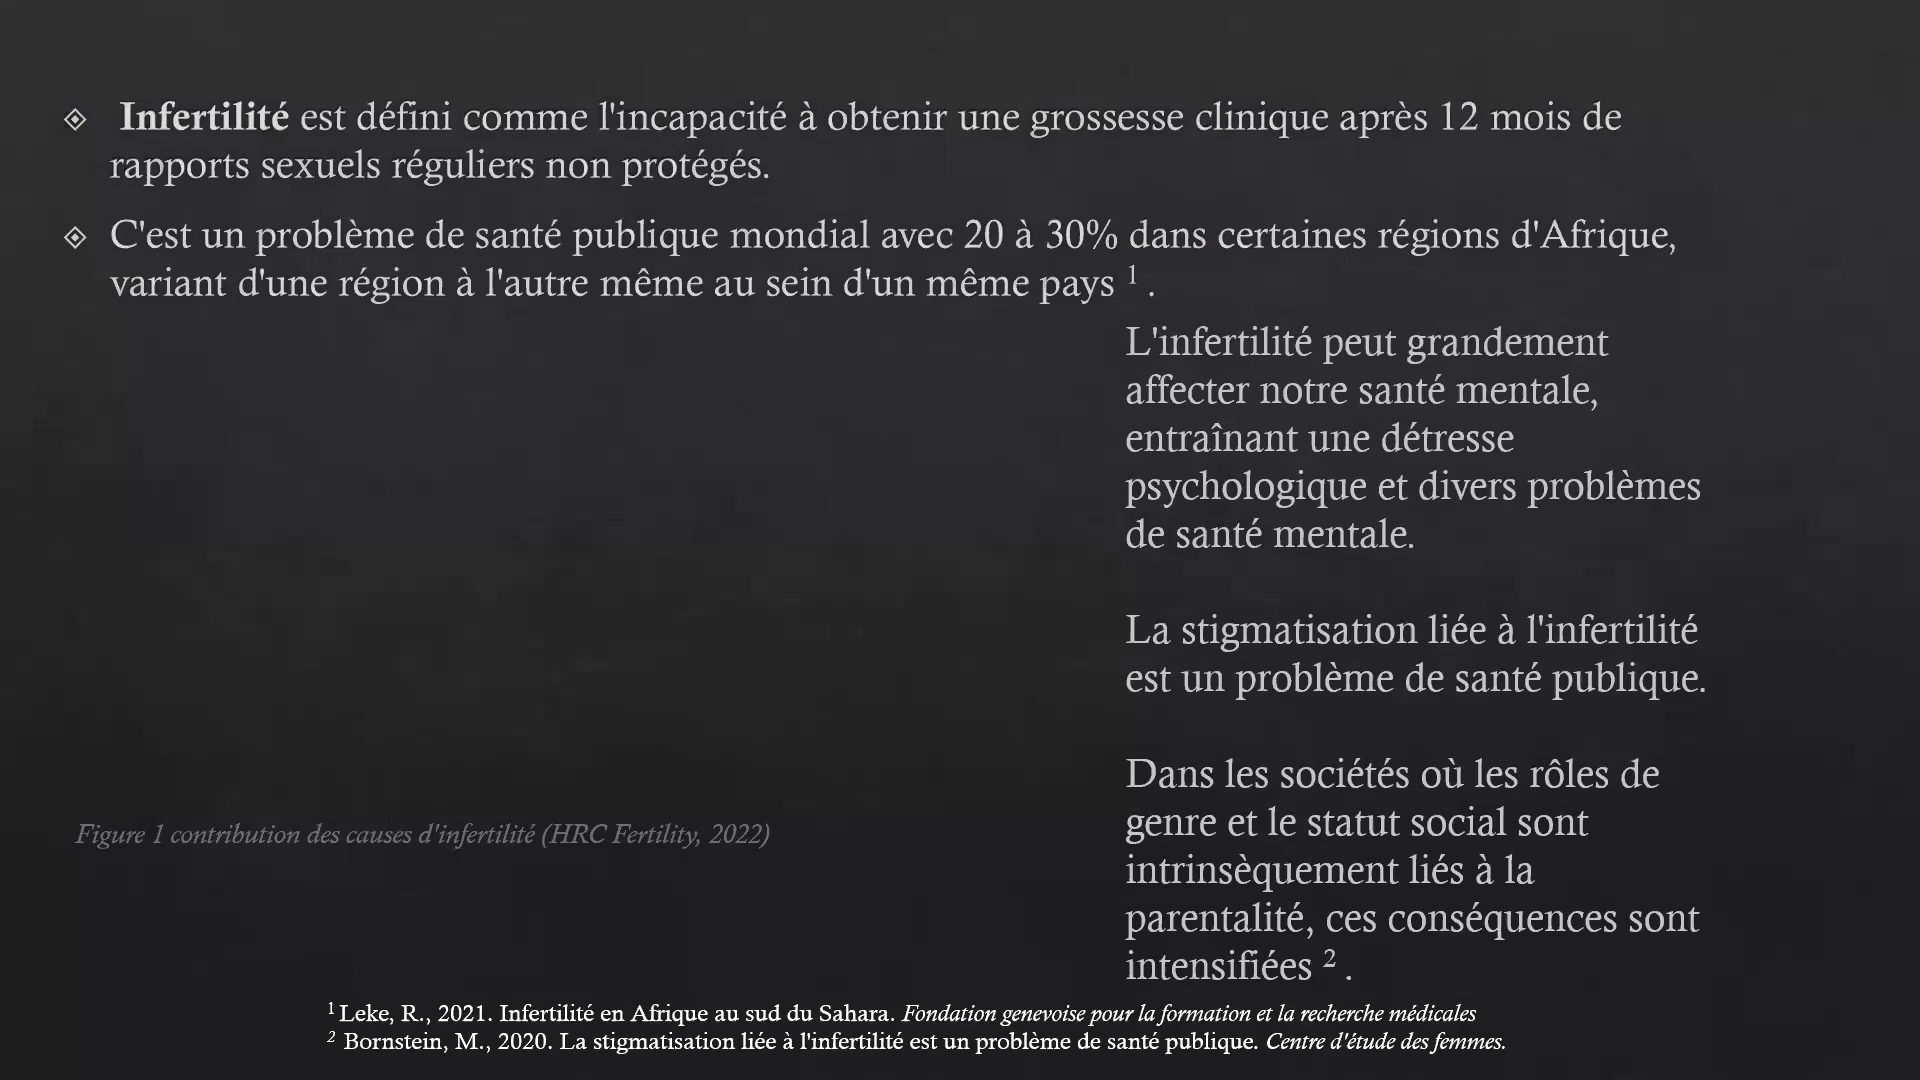 Infertilité est défini comme l'incapacité à obtenir une grossesse clinique après 12 mois de
rapports sexuels réguliers non protégés.
C'est un problème de santé publique mondial avec 20 à 30% dans certaines régions d'Afrique,
variant d'une région à l'autre même au sein d'un même pays 1 .
L'infertilité peut grandement
affecter notre santé mentale,
entraînant une détresse
psychologique et divers problèmes
de santé mentale.
La stigmatisation liée à l'infertilité
est un problème de santé publique.
Dans les sociétés où les rôles de
genre et le statut social sont
intrinsèquement liés à la
parentalité, ces conséquences sont
intensifiées 2 .
Figure 1 contribution des causes d'infertilité (HRC Fertility, 2022)
1 Leke, R., 2021. Infertilité en Afrique au sud du Sahara. Fondation genevoise pour la formation et la recherche médicales
2 Bornstein, M., 2020. La stigmatisation liée à l'infertilité est un problème de santé publique. Centre d'étude des femmes.